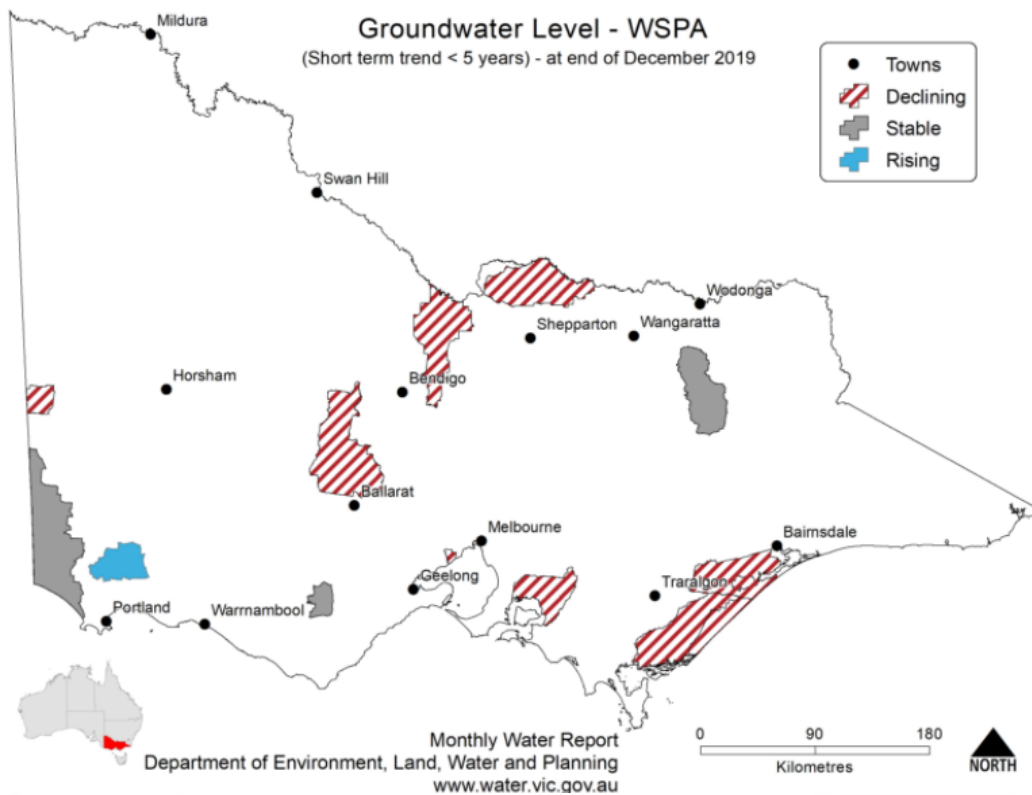 Groundwater Level - WSPA
(Short term trend < 5 years) - at end of December 2019
Towns
Declining
Stable
Rising
Mildura
Swan Hill
Wodonga
Shepparton
Wangaratta
Horsham
Bendigo
Ballarat
Melbourne
Bairnsdale
Geelong
Traralgon
Portland
Warrnambool
Monthly Water Report
Department of Environment, Land, Water and Planning
www.water.vic.gov.au
0 90 180
Kilometres
NORTH